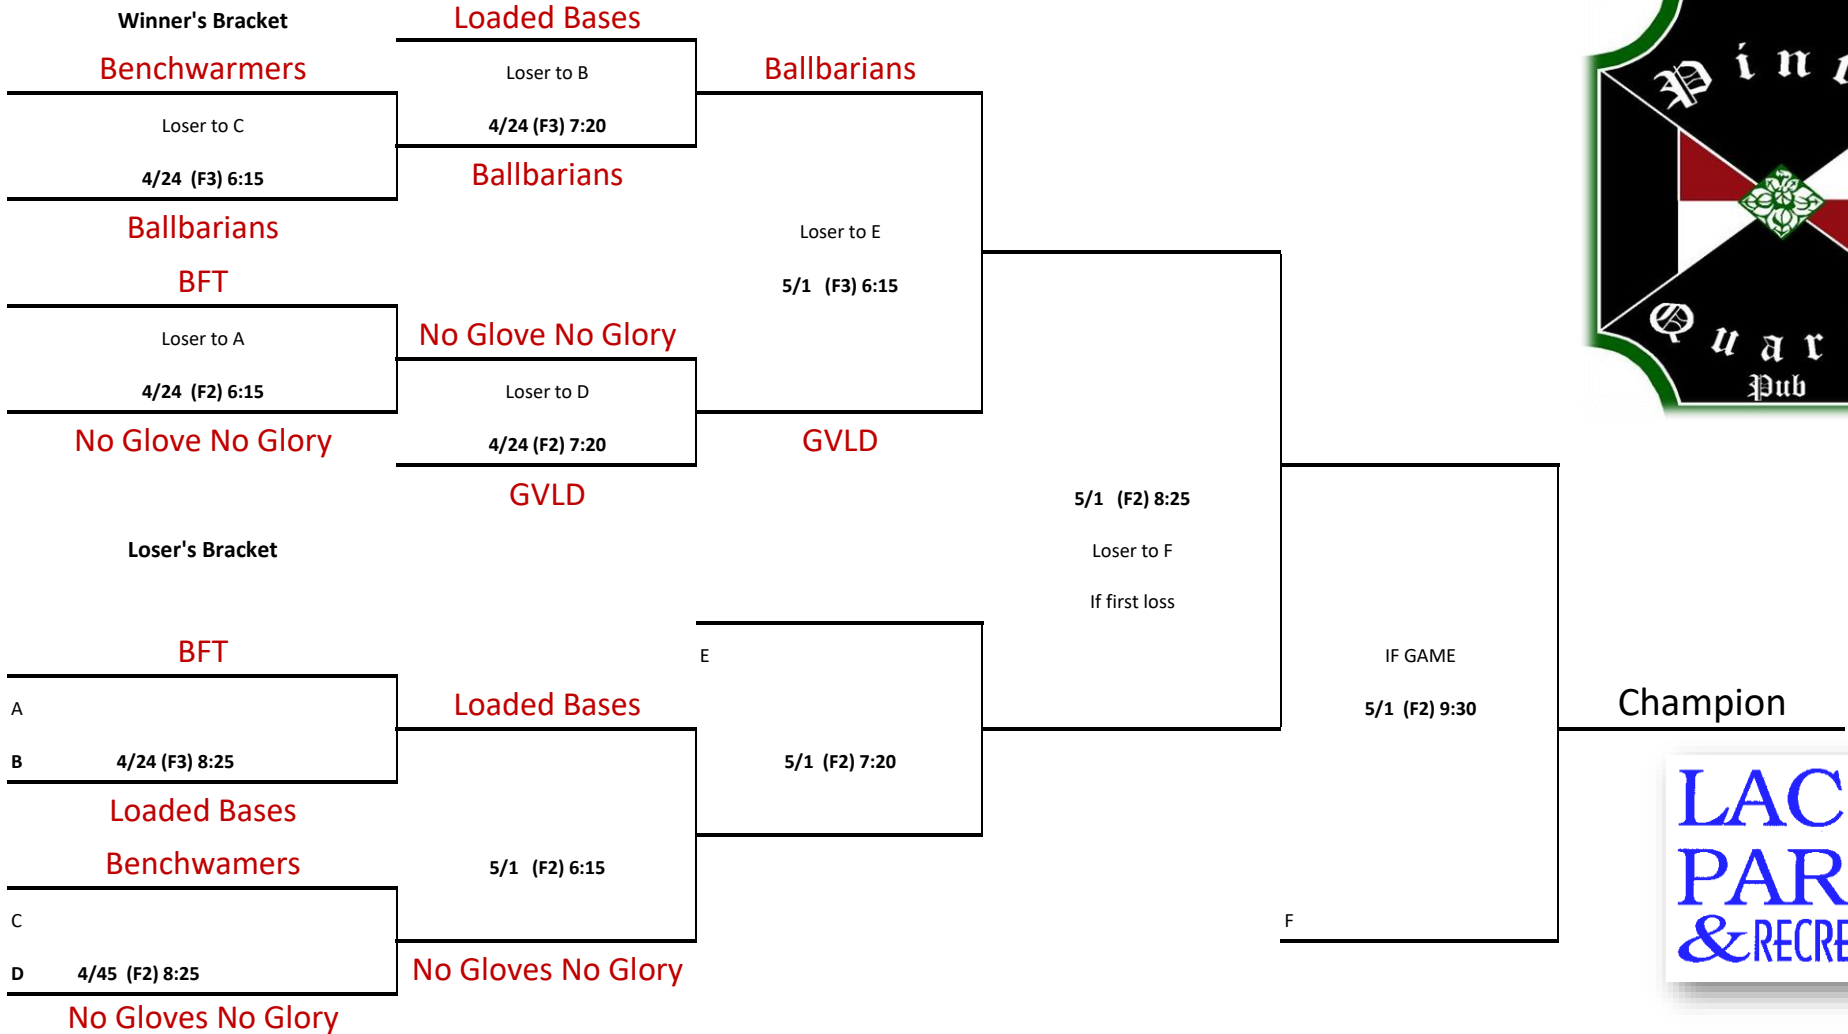 Winner's Bracket
Loaded Bases
Benchwarmers
Loser to B
Ballbarians
Loser to C
4/24 (F3) 7:20
4/24 (F3) 6:15
Ballbarians
Ballbarians
Loser to E
BFT
5/1 (F3) 6:15
Loser to A
No Glove No Glory
4/24 (F2) 6:15
Loser to D
No Glove No Glory
4/24 (F2) 7:20
GVLD
GVLD
5/1 (F2) 8:25
Loser's Bracket
Loser to F
If first loss
BFT
E
IF GAME
A
Loaded Bases
5/1 (F2) 9:30
Champion
B 4/24 (F3) 8:25
5/1 (F2) 7:20
Loaded Bases
Benchwamers
5/1 (F2) 6:15
C
F
D 4/45 (F2) 8:25
No Gloves No Glory
No Gloves No Glory
Quar
Pub
LAC
PAR
& RECRE